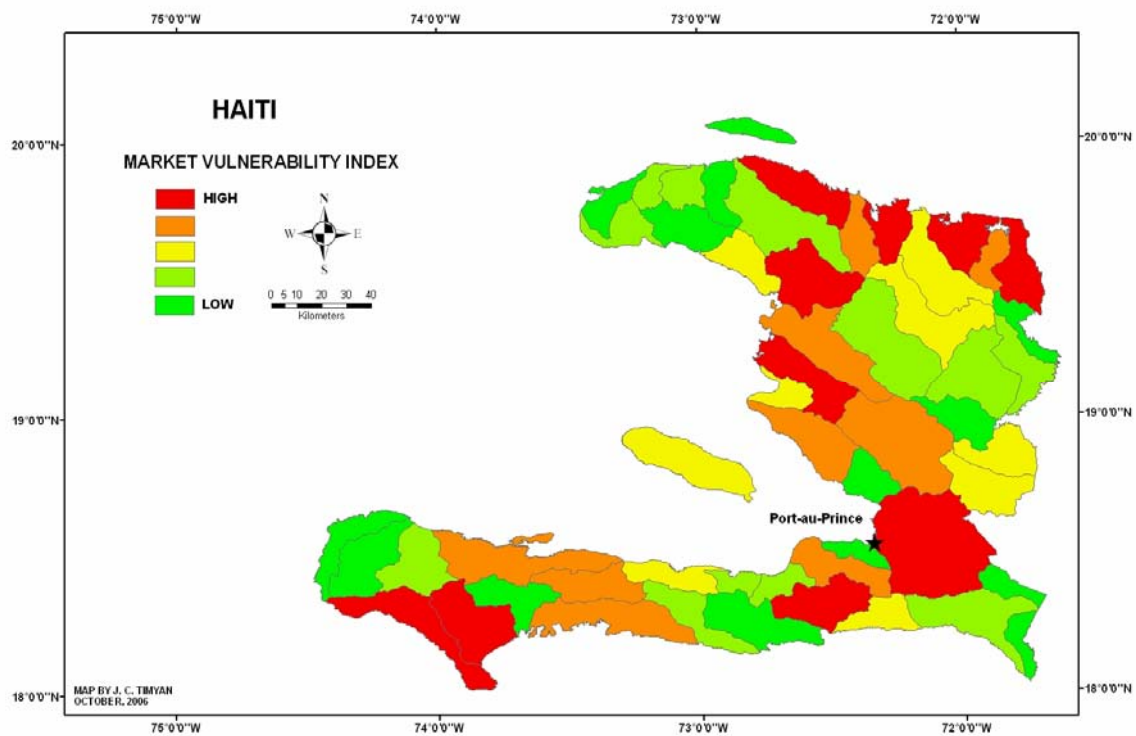 75°0'0"W
74°0'0"W
73°0'0"W
72°0'0"W
HAITI
20°0'0"N
20°0'0"N
MARKET VULNERABILITY INDEX
HIGH
LOW
N
W E
S
0 5 10 20 30 40
Kilometers
19°0'0"N
19°0'0"N
Port-au-Prince
MAP BY J. C. TIMYAN
OCTOBER, 2006
18°0'0"N
18°0'0"N
75°0'0"W
74°0'0"W
73°0'0"W
72°0'0"W